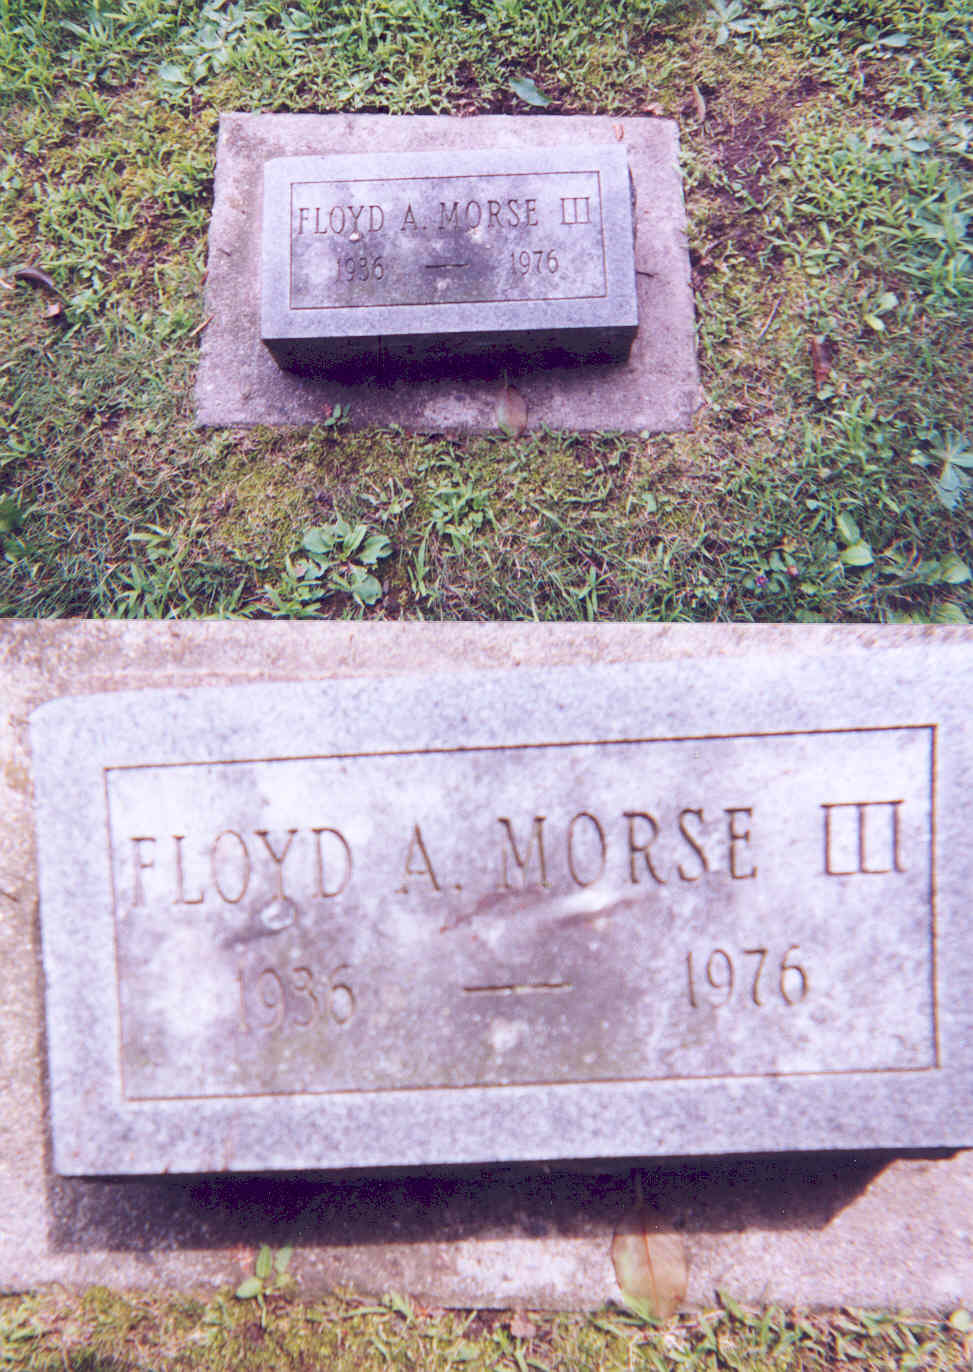 FLOYD A. MORSE III
1936 — 1976
FLOYD A. MORSE III
1936 — 1976